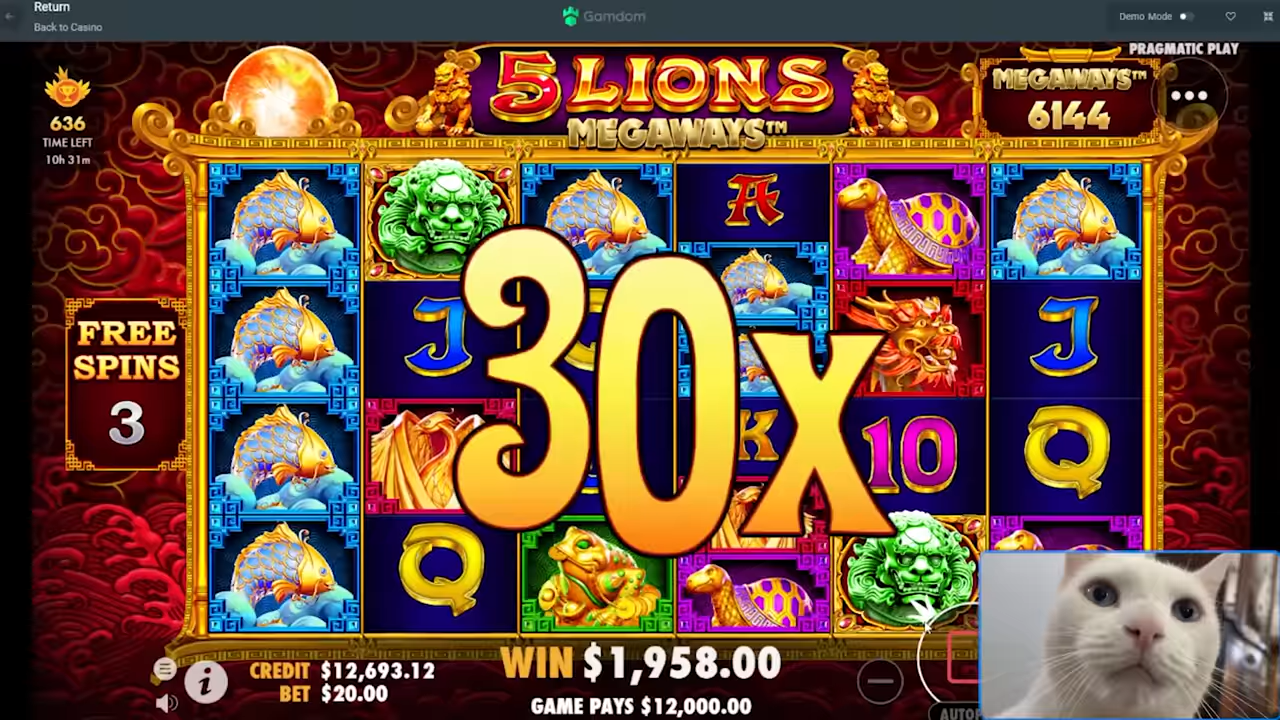 Return
Back to Casino
Gamdom
Demo Mode
PRAGMATIC PLAY
5 LIONS
MEGAWAYS™
MEGAWAYS™
6144
636
TIME LEFT
10h 31m
FREE
SPINS
3
30x
A
J
J
K
10
Q
Q
CREDIT $12,693.12
BET $20.00
WIN $1,958.00
GAME PAYS $12,000.00